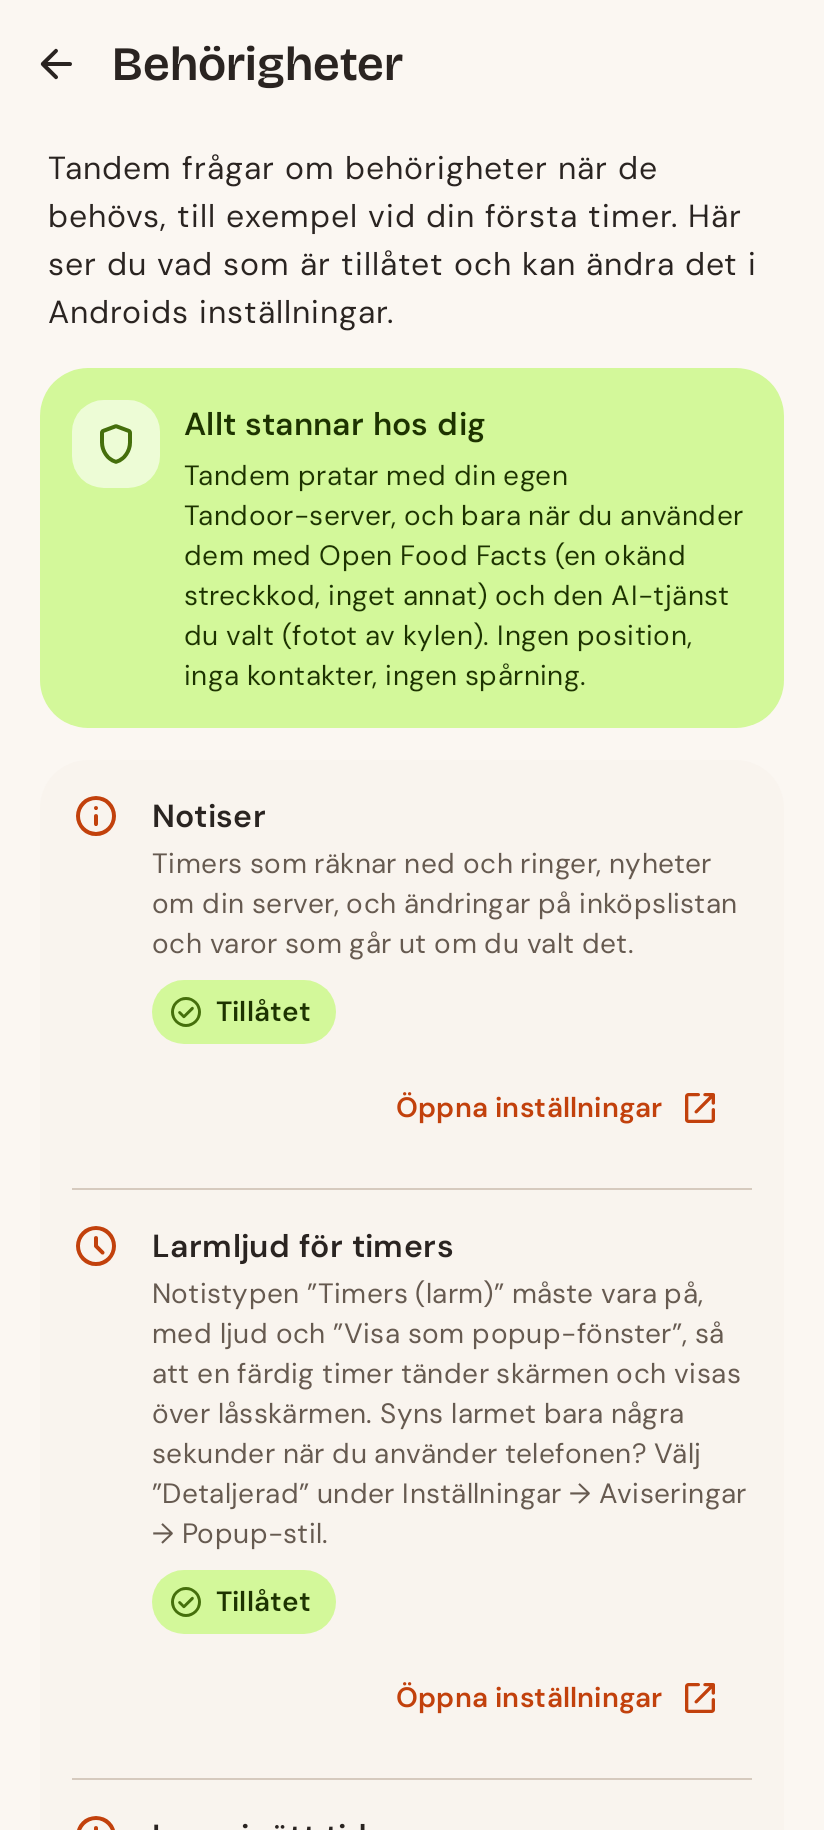 Behörigheter
Tandem frågar om behörigheter när de
behövs, till exempel vid din första timer. Här
ser du vad som är tillåtet och kan ändra det i
Androids inställningar.
Allt stannar hos dig
Tandem pratar med din egen
Tandoor-server, och bara när du använder
dem med Open Food Facts (en okänd
streckkod, inget annat) och den AI-tjänst
du valt (fotot av kylen). Ingen position,
inga kontakter, ingen spårning.
Notiser
Timers som räknar ned och ringer, nyheter
om din server, och ändringar på inköpslistan
och varor som går ut om du valt det.
Tillåtet
Öppna inställningar
Larmljud för timers
Notistypen ”Timers (larm)” måste vara på,
med ljud och ”Visa som popup-fönster”, så
att en färdig timer tänder skärmen och visas
över låsskärmen. Syns larmet bara några
sekunder när du använder telefonen? Välj
”Detaljerad” under Inställningar → Aviseringar
→ Popup-stil.
Tillåtet
Öppna inställningar